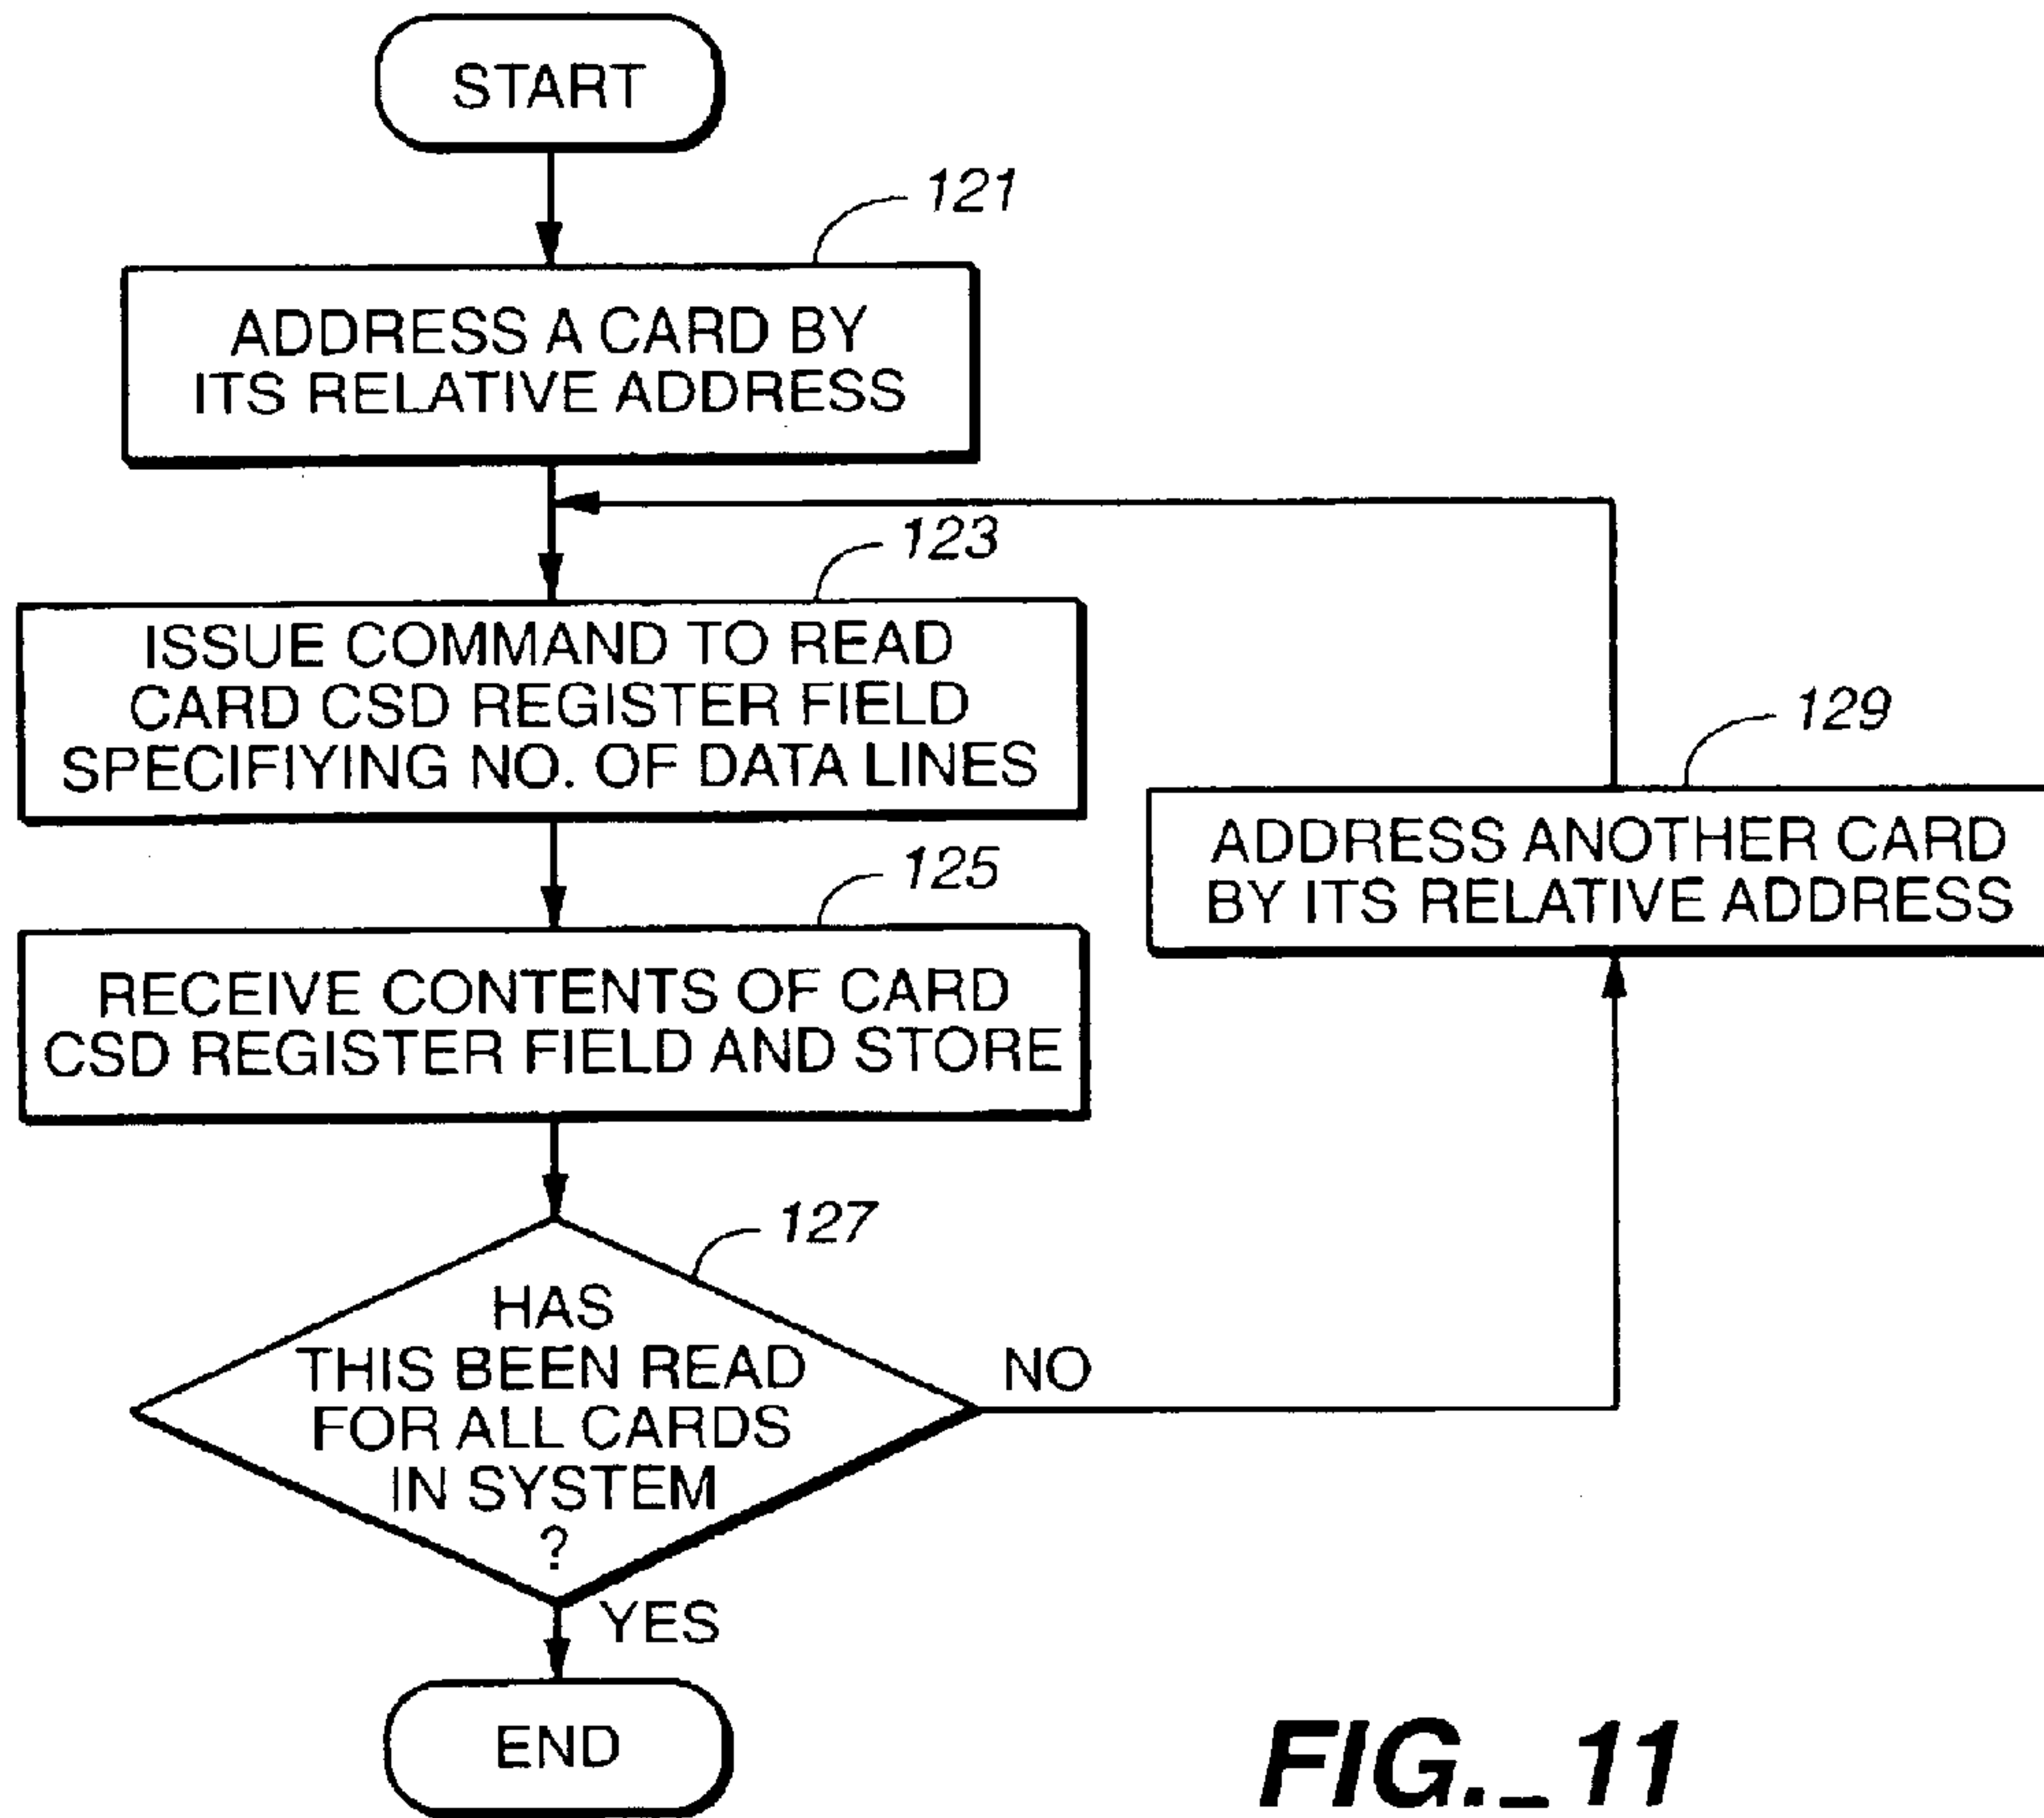 START
121
ADDRESS A CARD BY
ITS RELATIVE ADDRESS
123
ISSUE COMMAND TO READ
CARD CSD REGISTER FIELD
SPECIFIYING NO. OF DATA LINES
129
ADDRESS ANOTHER CARD
BY ITS RELATIVE ADDRESS
125
RECEIVE CONTENTS OF CARD
CSD REGISTER FIELD AND STORE
127
HAS
THIS BEEN READ
FOR ALL CARDS
IN SYSTEM
?
NO
YES
END
FIG._11